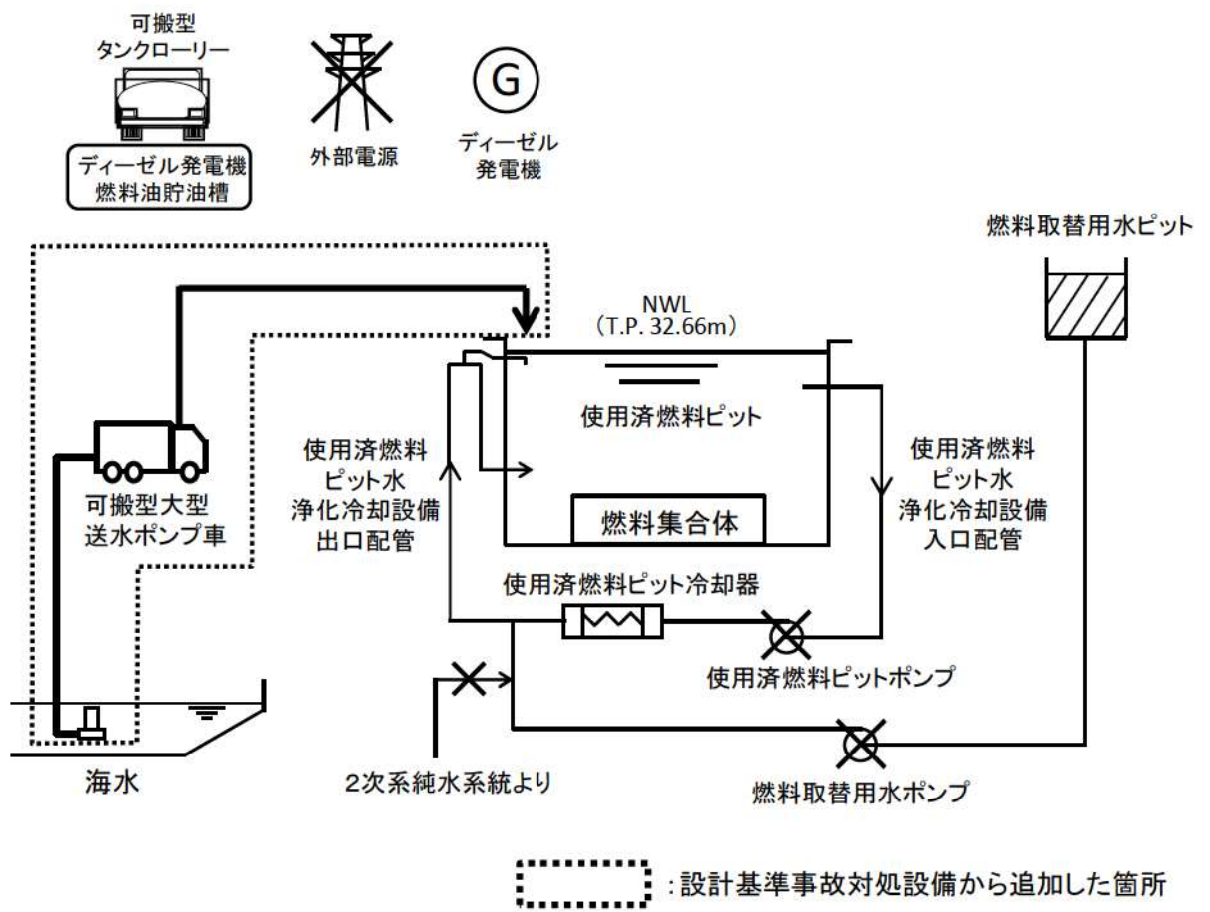 可搬型
タンクローリー
ディーゼル発電機
燃料油貯油槽
外部電源
G
ディーゼル
発電機
燃料取替用水ピット
NWL
(T.P. 32.66m)
使用済燃料ピット
可搬型大型
送水ポンプ車
使用済燃料
ピット水
浄化冷却設備
出口配管
使用済燃料
ピット水
浄化冷却設備
入口配管
燃料集合体
使用済燃料ピット冷却器
使用済燃料ピットポンプ
海水
2次系純水系統より
燃料取替用水ポンプ
:設計基準事故対処設備から追加した箇所